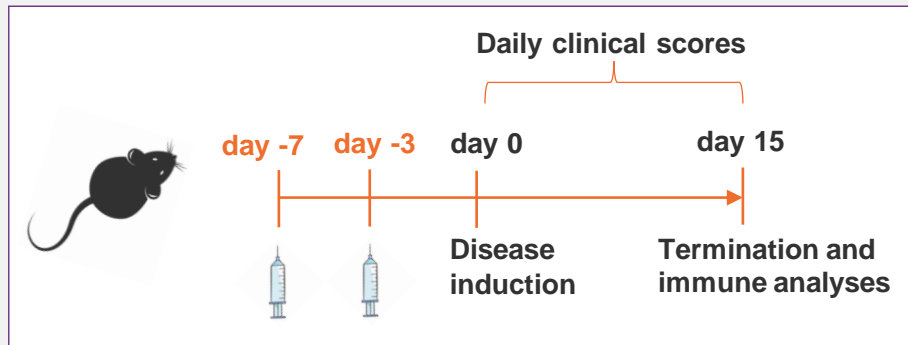 Daily clinical scores
day -7
day -3
day 0
day 15
Disease
induction
Termination and
immune analyses